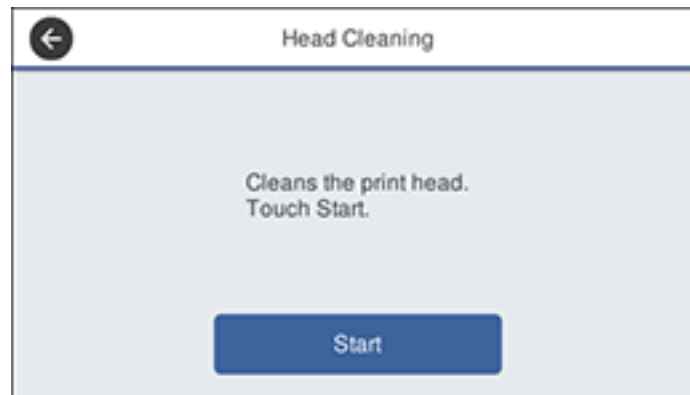 Head Cleaning
Cleans the print head.
Touch Start.
Start